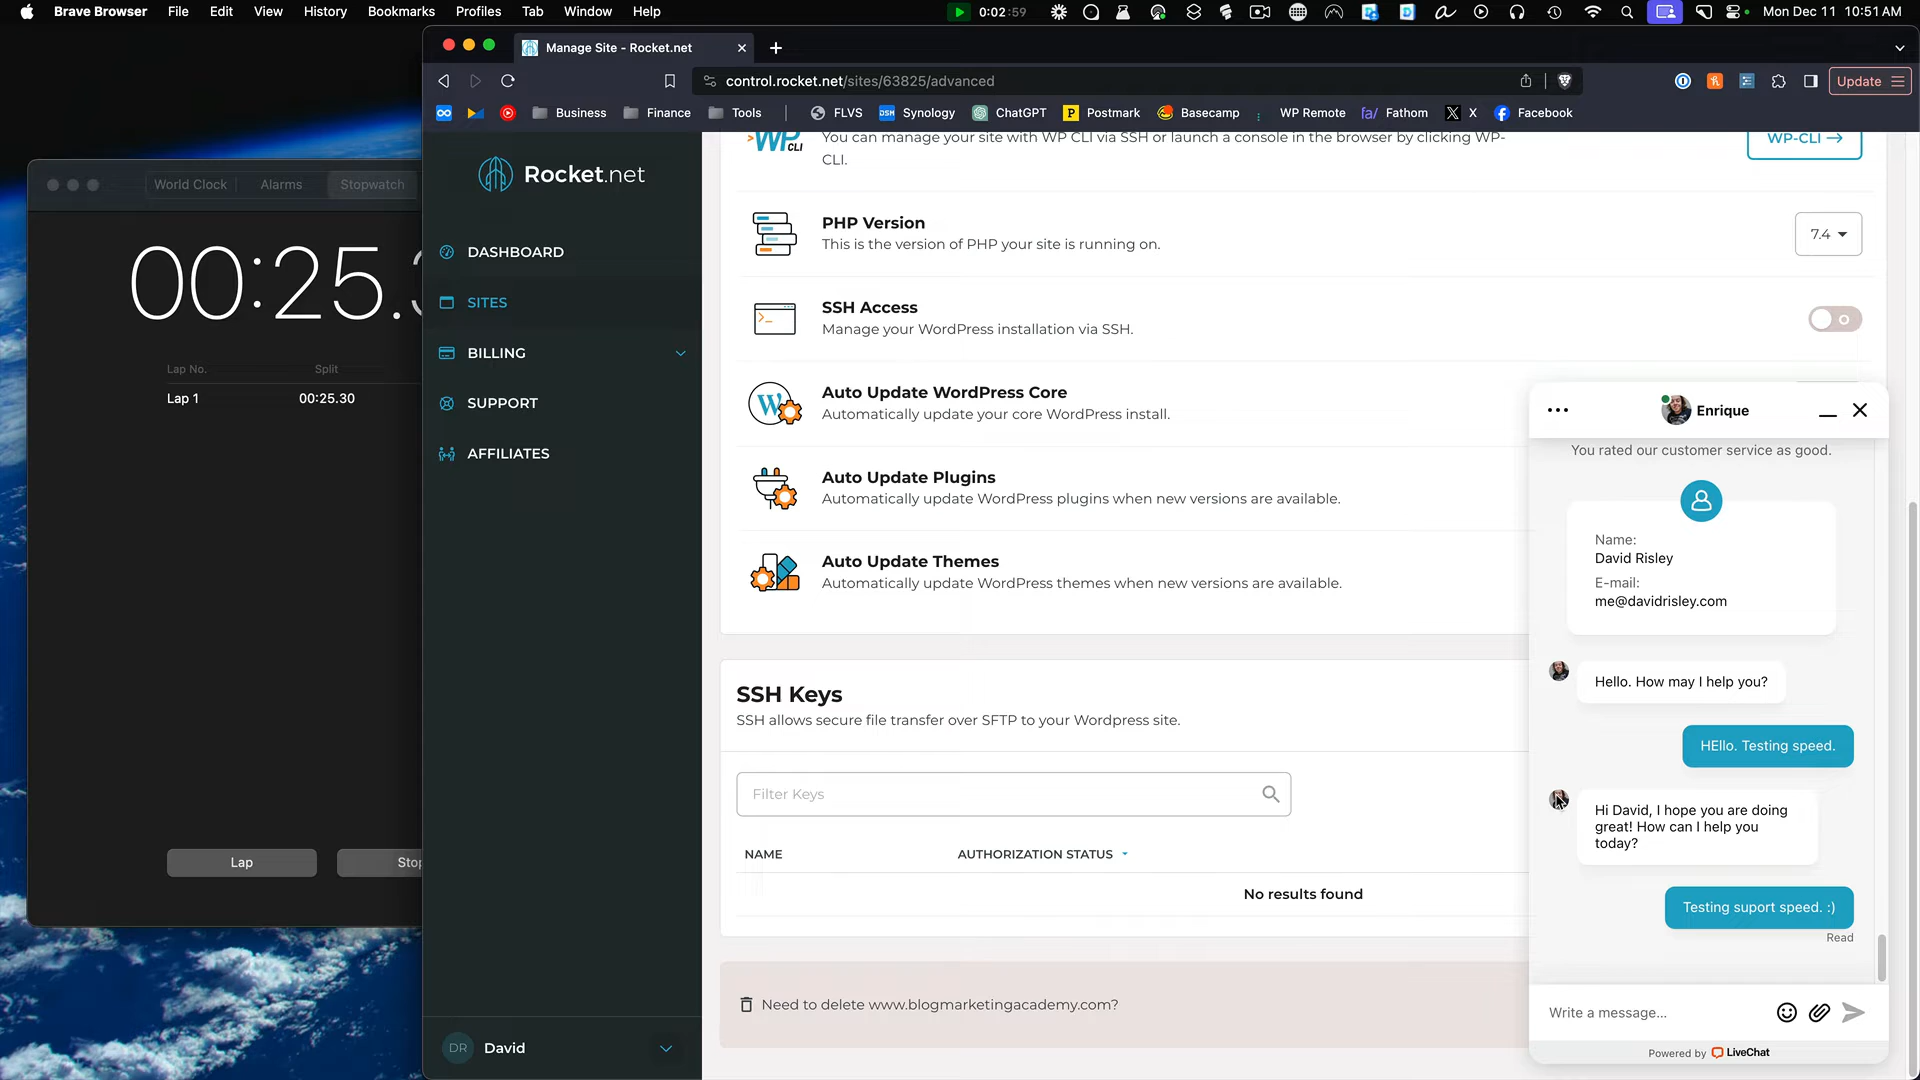 Brave Browser File Edit View History Bookmarks Profiles Tab Window Help 0:02:59 Mon Dec 11 10:51 AM
Manage Site - Rocket.net
control.rocket.net/sites/63825/advanced
Update
Business Finance Tools FLVS DSM Synology ChatGPT P Postmark Basecamp WP Remote fa/ Fathom X X Facebook
World Clock Alarms Stopwatch
00:25.
Lap No. Split
Lap 1 00:25.30
Lap
Stop
Rocket.net
DASHBOARD
SITES
BILLING
SUPPORT
AFFILIATES
DR David
>WP CLI
You can manage your site with WP CLI via SSH or launch a console in the browser by clicking WP-
CLI.
WP-CLI →
PHP Version
This is the version of PHP your site is running on.
7.4
SSH Access
Manage your WordPress installation via SSH.
Auto Update WordPress Core
Automatically update your core WordPress install.
Auto Update Plugins
Automatically update WordPress plugins when new versions are available.
Auto Update Themes
Automatically update WordPress themes when new versions are available.
SSH Keys
SSH allows secure file transfer over SFTP to your Wordpress site.
Filter Keys
NAME AUTHORIZATION STATUS
No results found
Need to delete www.blogmarketingacademy.com?
Enrique
You rated our customer service as good.
Name:
David Risley
E-mail:
me@davidrisley.com
Hello. How may I help you?
HEllo. Testing speed.
Hi David, I hope you are doing
great! How can I help you
today?
Testing suport speed. :)
Read
Write a message...
Powered by LiveChat